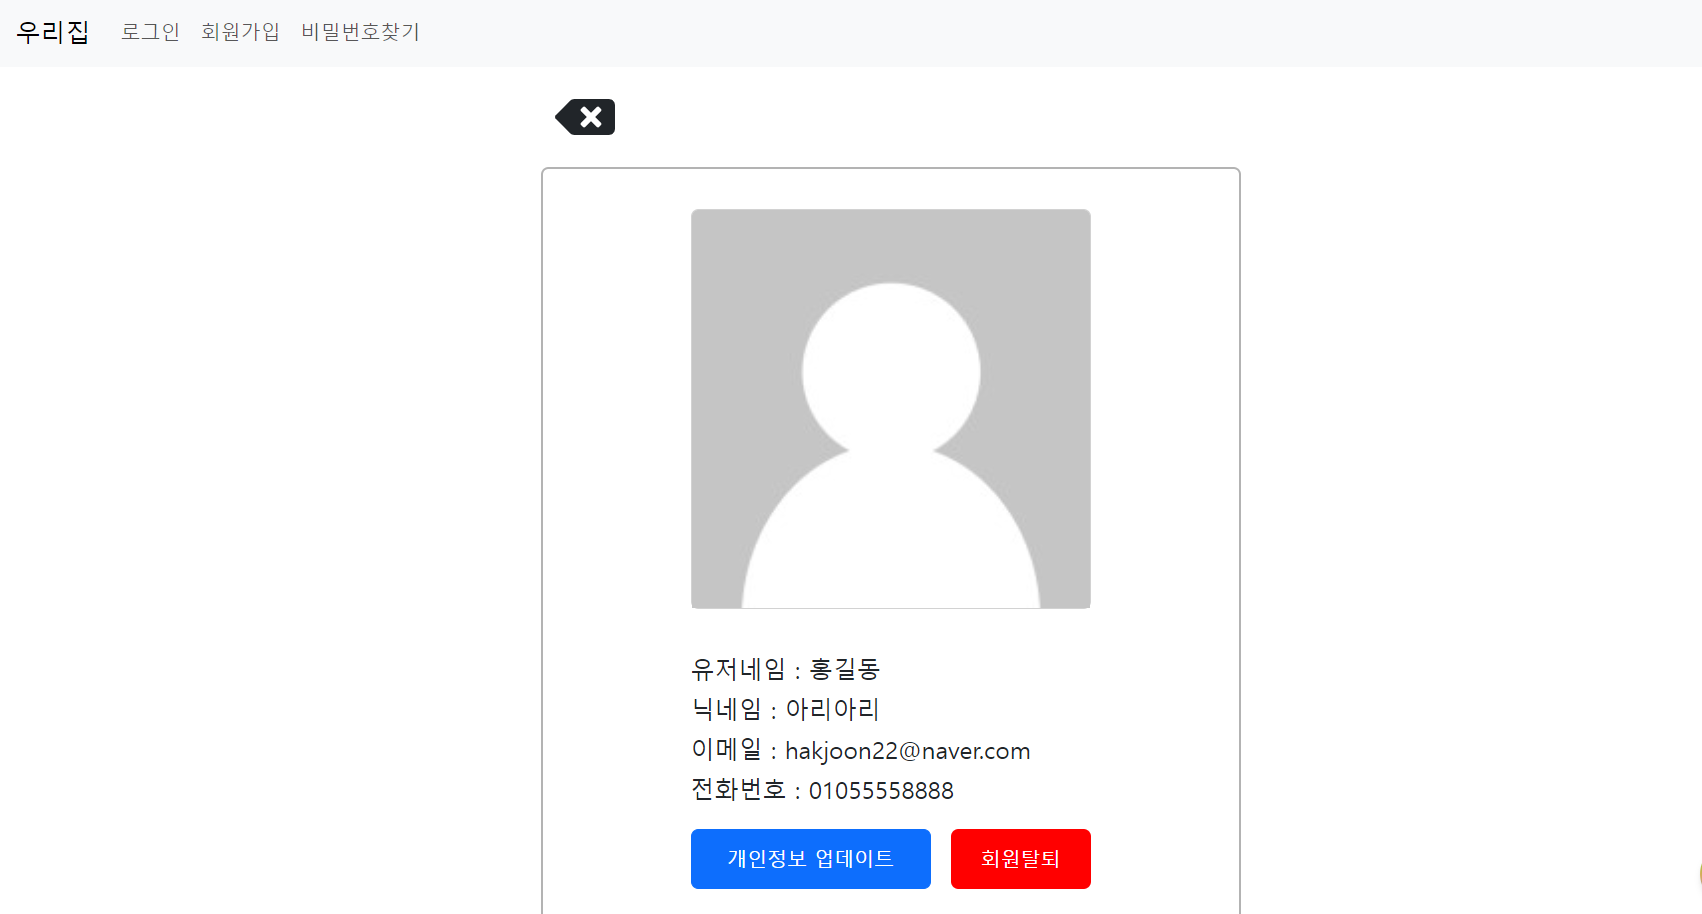 우리집 로그인 회원가입 비밀번호찾기
유저네임 : 홍길동
닉네임 : 아리아리
이메일 : hakjoon22@naver.com
전화번호 : 01055558888
개인정보 업데이트 회원탈퇴